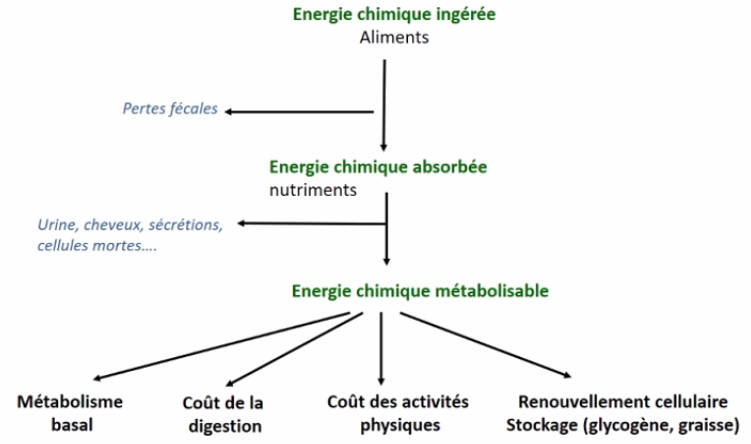 Energie chimique ingérée
Aliments
Pertes fécales
Energie chimique absorbée
nutriments
Urine, cheveux, sécrétions,
cellules mortes....
Energie chimique métabolisable
Métabolisme
basal
Coût de la
digestion
Coût des activités
physiques
Renouvellement cellulaire
Stockage (glycogène, graisse)